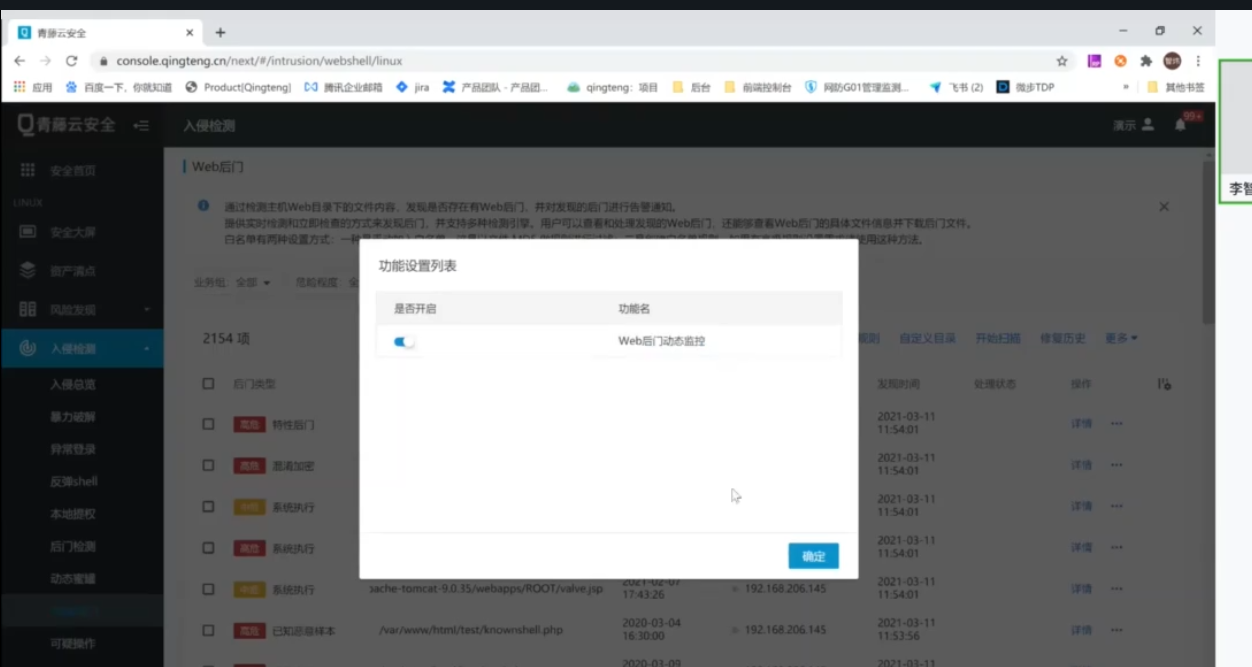 青藤云安全
console.qingteng.cn/next/#/intrusion/webshell/linux
应用 百度一下,你就知道 Product(Qingteng) 腾讯企业邮箱 jira 产品团队 - 产品团... qingteng: 项目 后台 前端控制台 网防G01管理监测... 飞书 (2) 微步TDP » 其他书签
青藤云安全 入侵检测 演示 99+
安全首页
LINUX
安全大屏
资产清点
风险发现
入侵检测
入侵总览
暴力破解
异常登录
反弹shell
本地提权
后门检测
动态蜜罐
可疑操作
Web后门
通过检测主机Web目录下的文件内容,发现是否存在有Web后门,并对发现的后门进行告警通知。
提供实时检测和立即检查的方式来发现后门,并支持多种检测引擎。用户可以查看和处理发现的Web后门,还能够查看Web后门的具体文件信息并下载后门文件。
白名单有两种设置方式:一种
使用这种方法。
业务组: 全部 危险程度: 全
2154 项 规则 自定义目录 开始扫描 修复历史 更多
后门类型 发现时间 处理状态 操作
高危 特性后门 2021-03-11 11:54:01 详情 ...
高危 混淆加密 2021-03-11 11:54:01 详情 ...
中危 系统执行 2021-03-11 11:54:01 详情 ...
高危 系统执行 2021-03-11 11:54:01 详情 ...
中危 系统执行 pache-tomcat-9.0.35/webapps/ROOT/valve.jsp 2021-02-07 17:43:26 192.168.206.145 2021-03-11 11:54:01 详情 ...
高危 已知恶意样本 /var/www/html/test/knownshell.php 2020-03-04 16:30:00 192.168.206.145 2021-03-11 11:53:56 详情 ...
2020-03-09 2021-03-11
功能设置列表
是否开启 功能名
Web后门动态监控
确定
李智